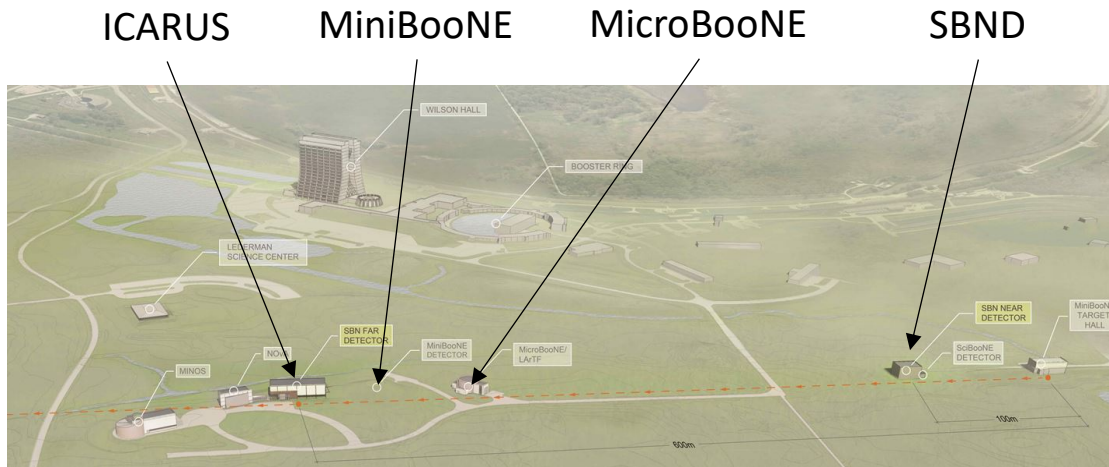 ICARUS
MiniBooNE
MicroBooNE
SBND
WILSON HALL
BOOSTER RING
LEDERMAN
SCIENCE CENTER
SBN FAR
DETECTOR
NOvA
MINOS
MiniBooNE
DETECTOR
MicroBooNE/
LArTF
SBN NEAR
DETECTOR
SciBooNE
DETECTOR
MiniBooNE
TARGET
HALL
100m
600m